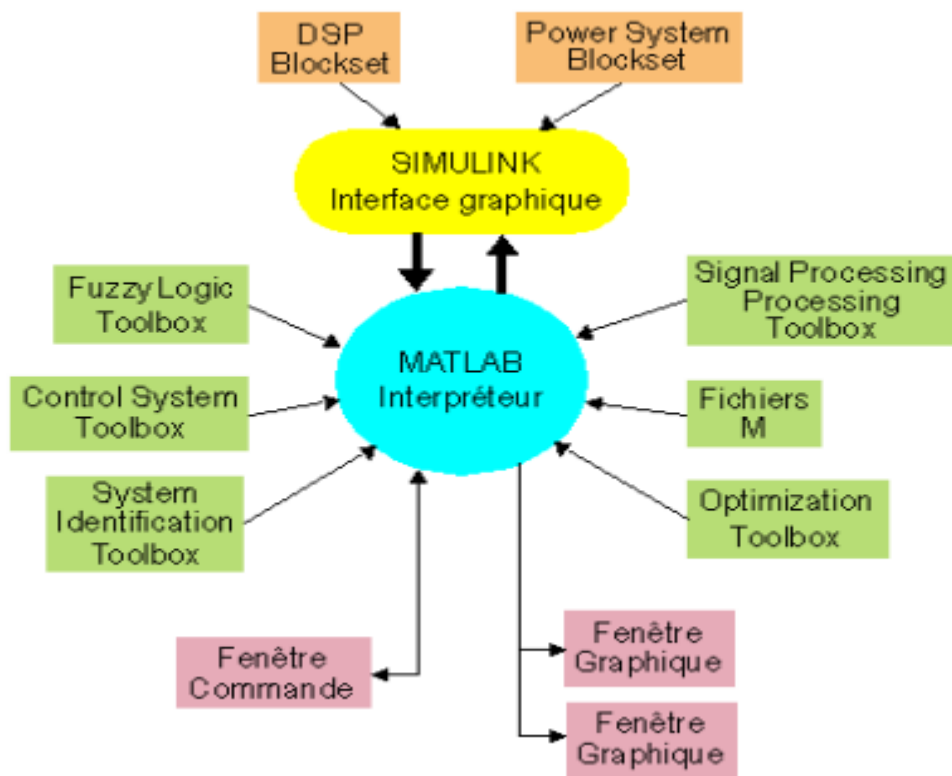 DSP
Blockset
Power System
Blockset
SIMULINK
Interface graphique
Fuzzy Logic
Toolbox
Signal Processing
Processing
Toolbox
MATLAB
Interpréteur
Control System
Toolbox
Fichiers
M
System
Identification
Toolbox
Optimization
Toolbox
Fenêtre
Commande
Fenêtre
Graphique
Fenêtre
Graphique